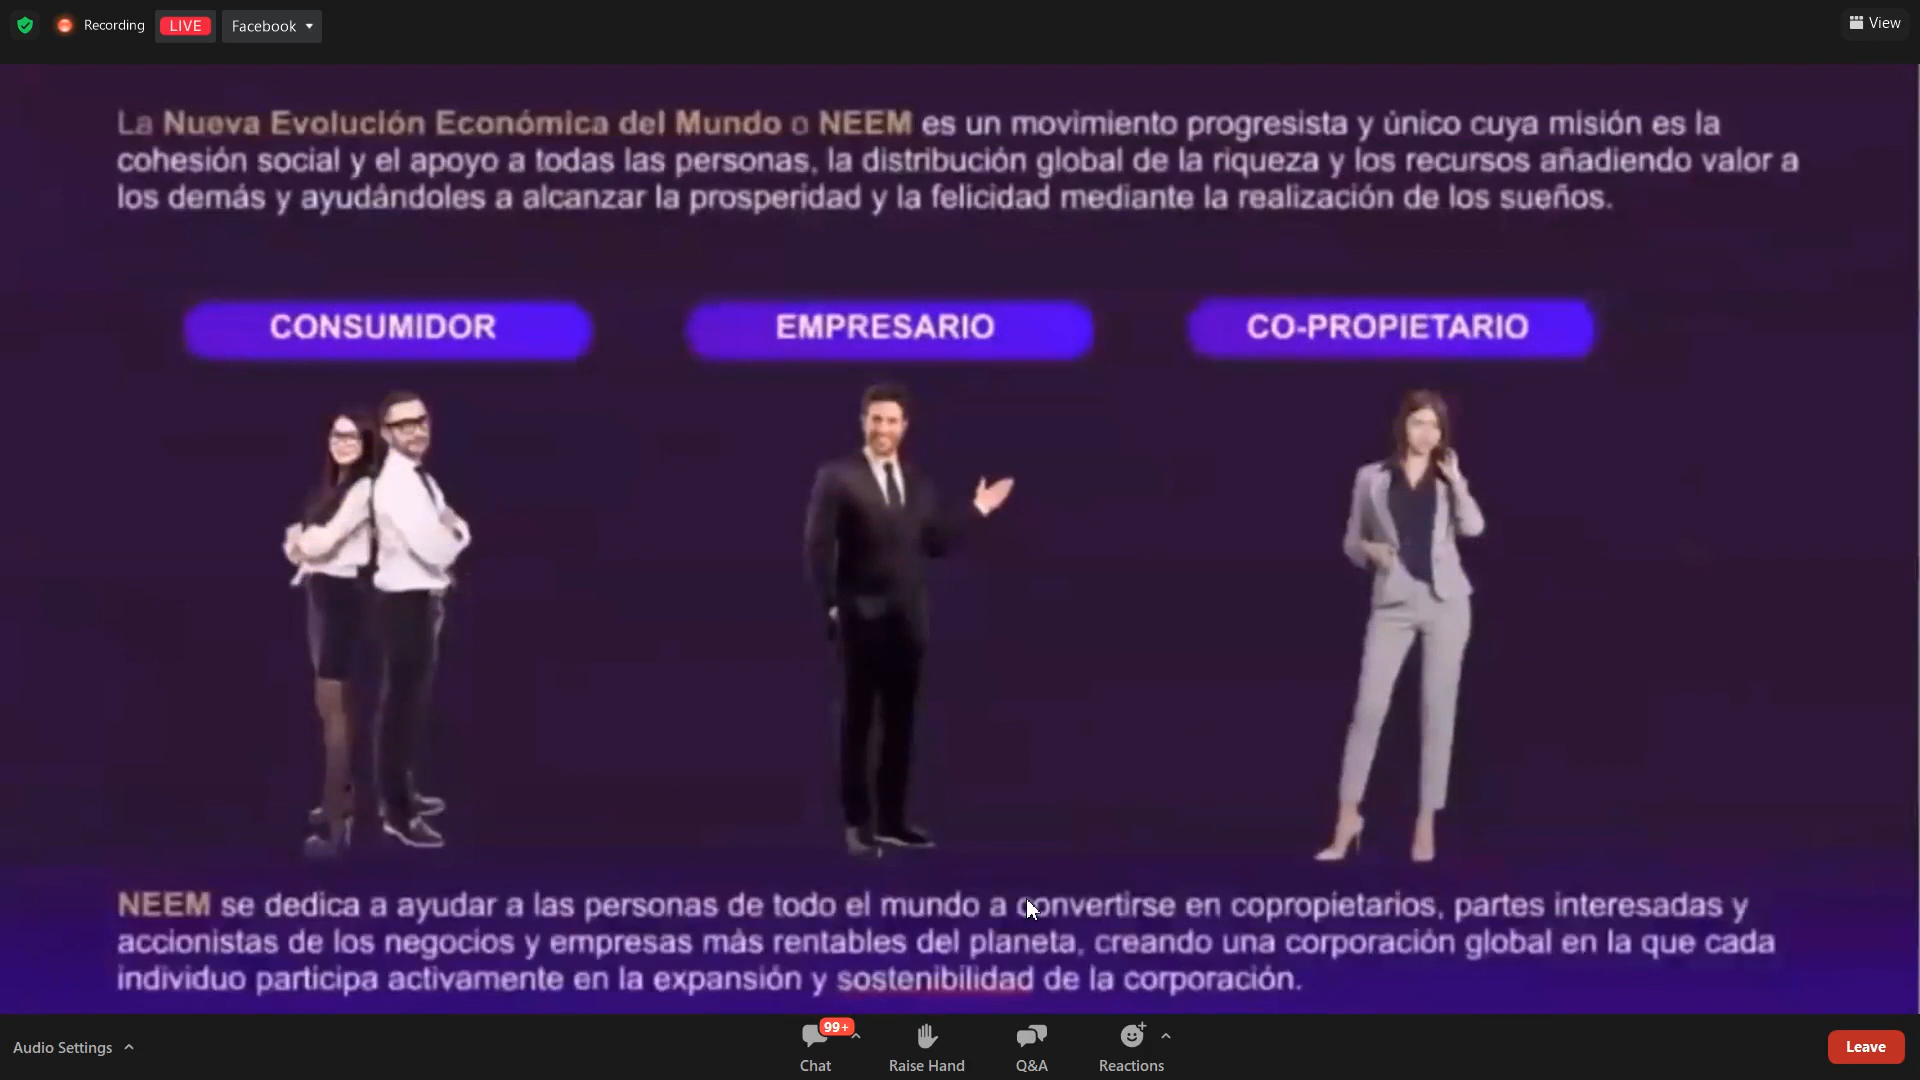 Recording LIVE Facebook View
La Nueva Evolución Económica del Mundo o NEEM es un movimiento progresista y único cuya misión es la
cohesión social y el apoyo a todas las personas, la distribución global de la riqueza y los recursos añadiendo valor a
los demás y ayudándoles a alcanzar la prosperidad y la felicidad mediante la realización de los sueños.
CONSUMIDOR EMPRESARIO CO-PROPIETARIO
NEEM se dedica a ayudar a las personas de todo el mundo a convertirse en copropietarios, partes interesadas y
accionistas de los negocios y empresas más rentables del planeta, creando una corporación global en la que cada
individuo participa activamente en la expansión y sostenibilidad de la corporación.
99+
Audio Settings Chat Raise Hand Q&A Reactions Leave